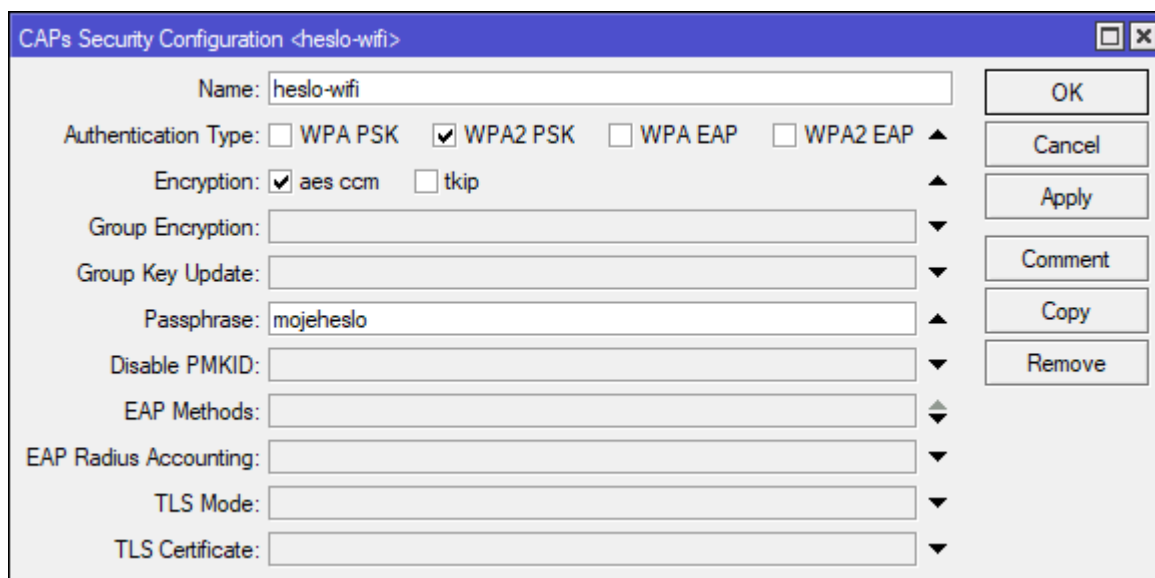 CAPs Security Configuration <heslo-wifi>
Name: heslo-wifi
OK
Authentication Type: WPA PSK WPA2 PSK WPA EAP WPA2 EAP
Cancel
Encryption: aes ccm tkip
Apply
Group Encryption:
Group Key Update:
Comment
Passphrase: mojeheslo
Copy
Disable PMKID:
Remove
EAP Methods:
EAP Radius Accounting:
TLS Mode:
TLS Certificate: